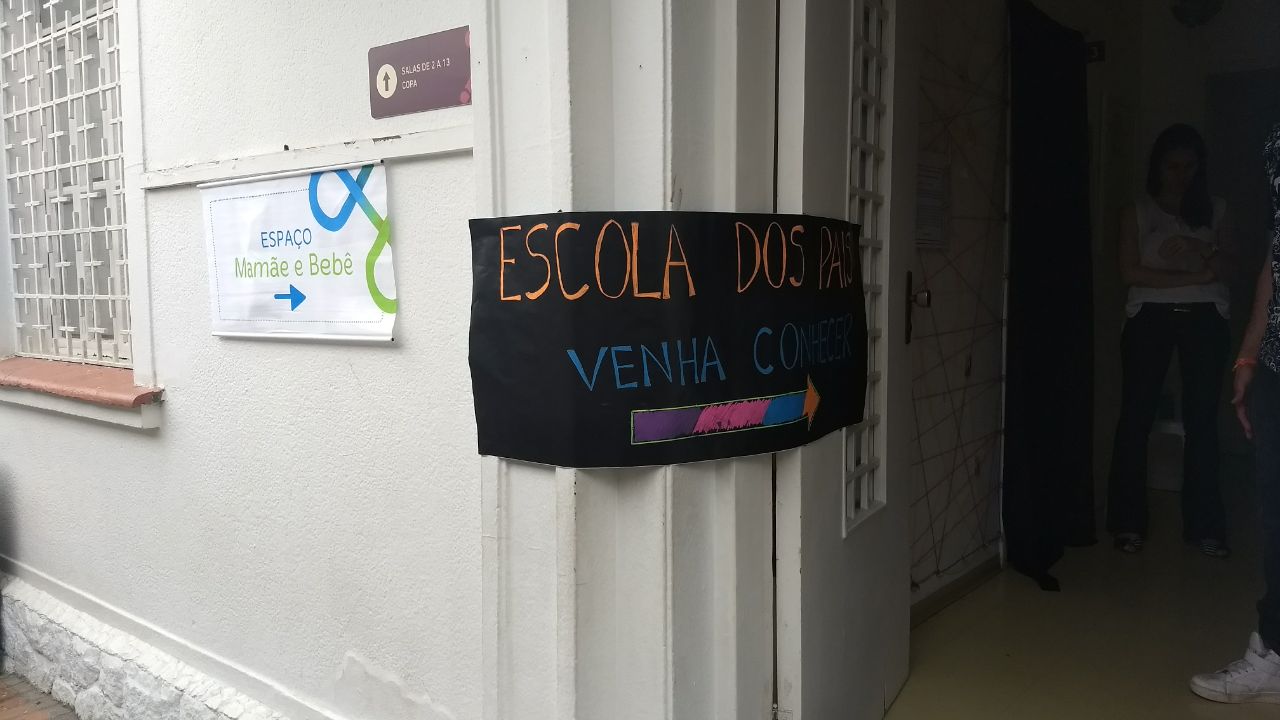 SALAS DE 2 A 13
COPA
ESPAÇO
Mamãe e Bebê
ESCOLA DOS PAIS
VENHA CONHECER